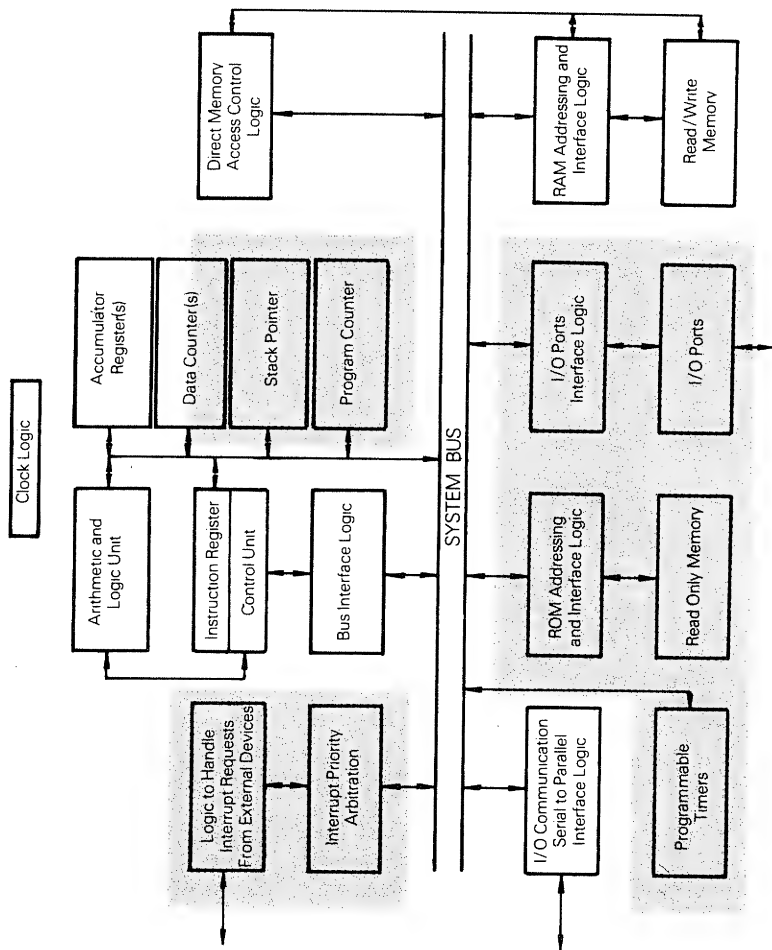 Clock Logic
Arithmetic and
Logic Unit
Accumulator
Register(s)
Data Counter(s)
Stack Pointer
Program Counter
Instruction Register
Control Unit
Bus Interface Logic
Logic to Handle
Interrupt Requests
From External Devices
Interrupt Priority
Arbitration
Direct Memory
Access Control
Logic
SYSTEM BUS
I/O Communication
Serial to Parallel
Interface Logic
Programmable
Timers
ROM Addressing
and Interface Logic
Read Only Memory
I/O Ports
Interface Logic
I/O Ports
RAM Addressing and
Interface Logic
Read/Write
Memory